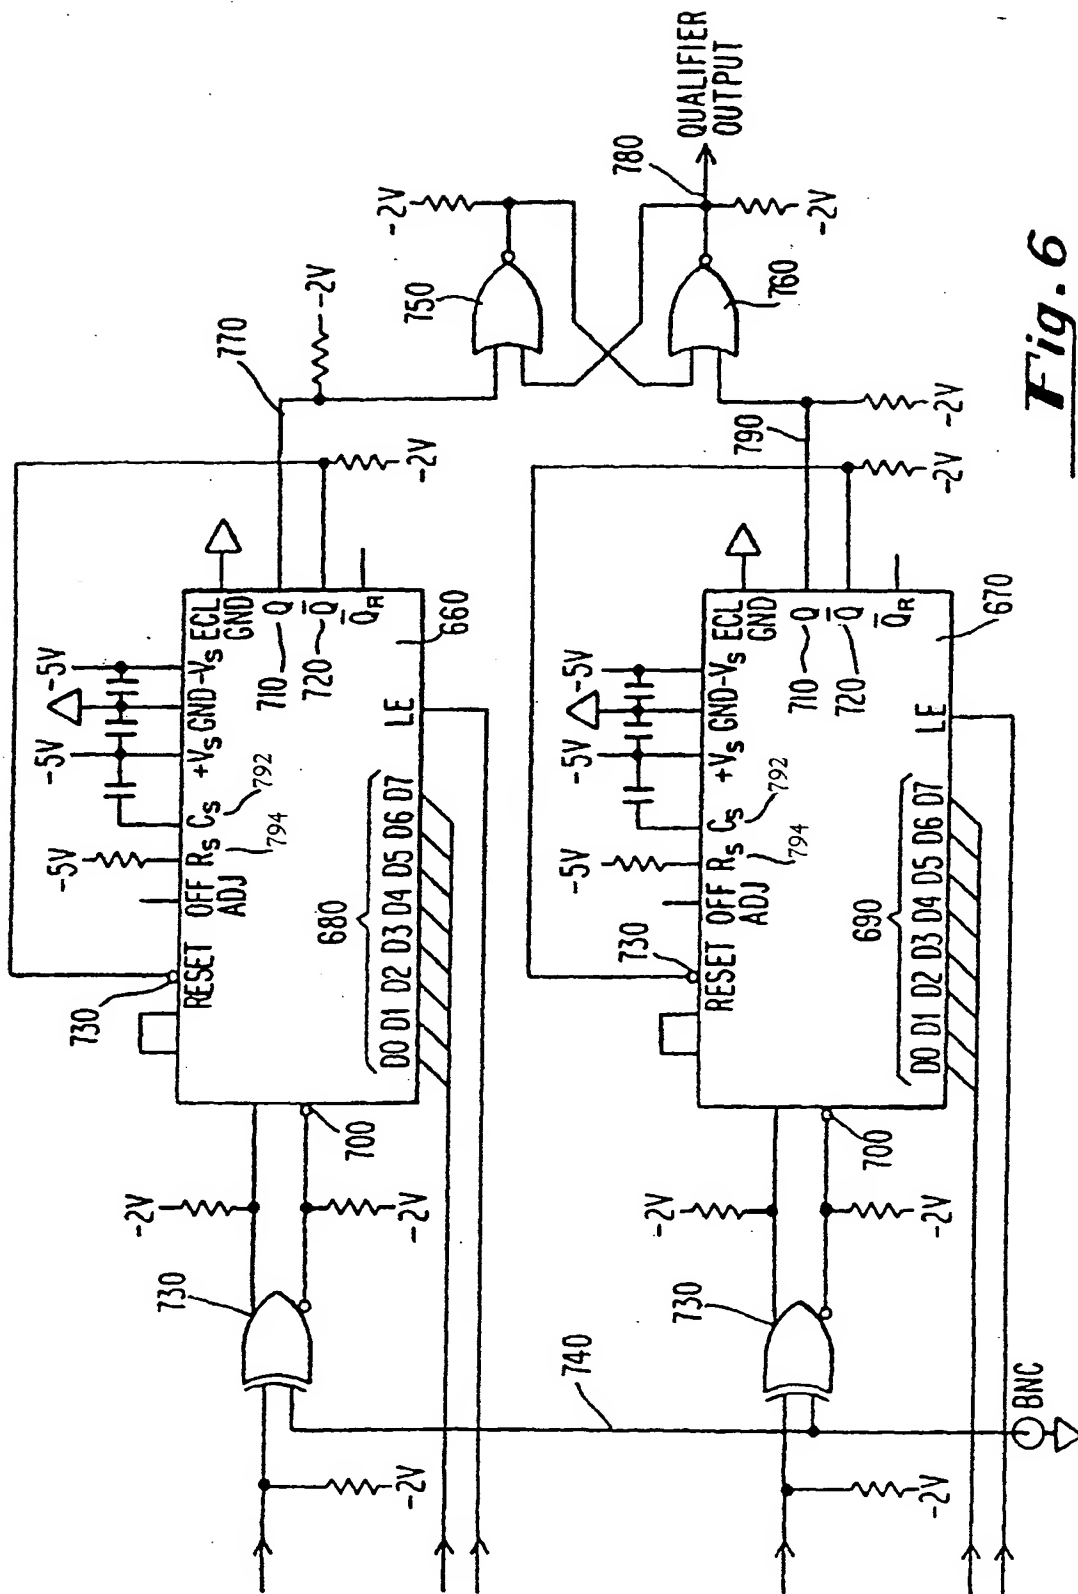 -5V
-5V
-5V
RESET
OFF
ADJ
RS
CS
+VS
GND
-VS
ECL
GND
730
794
792
710
Q
720
Q̅
Q̅R
680
D0 D1 D2 D3 D4 D5 D6 D7
LE
660
700
730
-2V
-2V
-2V
-2V
770
-2V
750
-2V
780
QUALIFIER
OUTPUT
760
-2V
740
-5V
-5V
-5V
730
RESET
OFF
ADJ
RS
CS
+VS
GND
-VS
ECL
GND
794
792
710
Q
720
Q̅
Q̅R
690
D0 D1 D2 D3 D4 D5 D6 D7
LE
670
700
730
-2V
-2V
-2V
790
-2V
-2V
BNC
Fig. 6